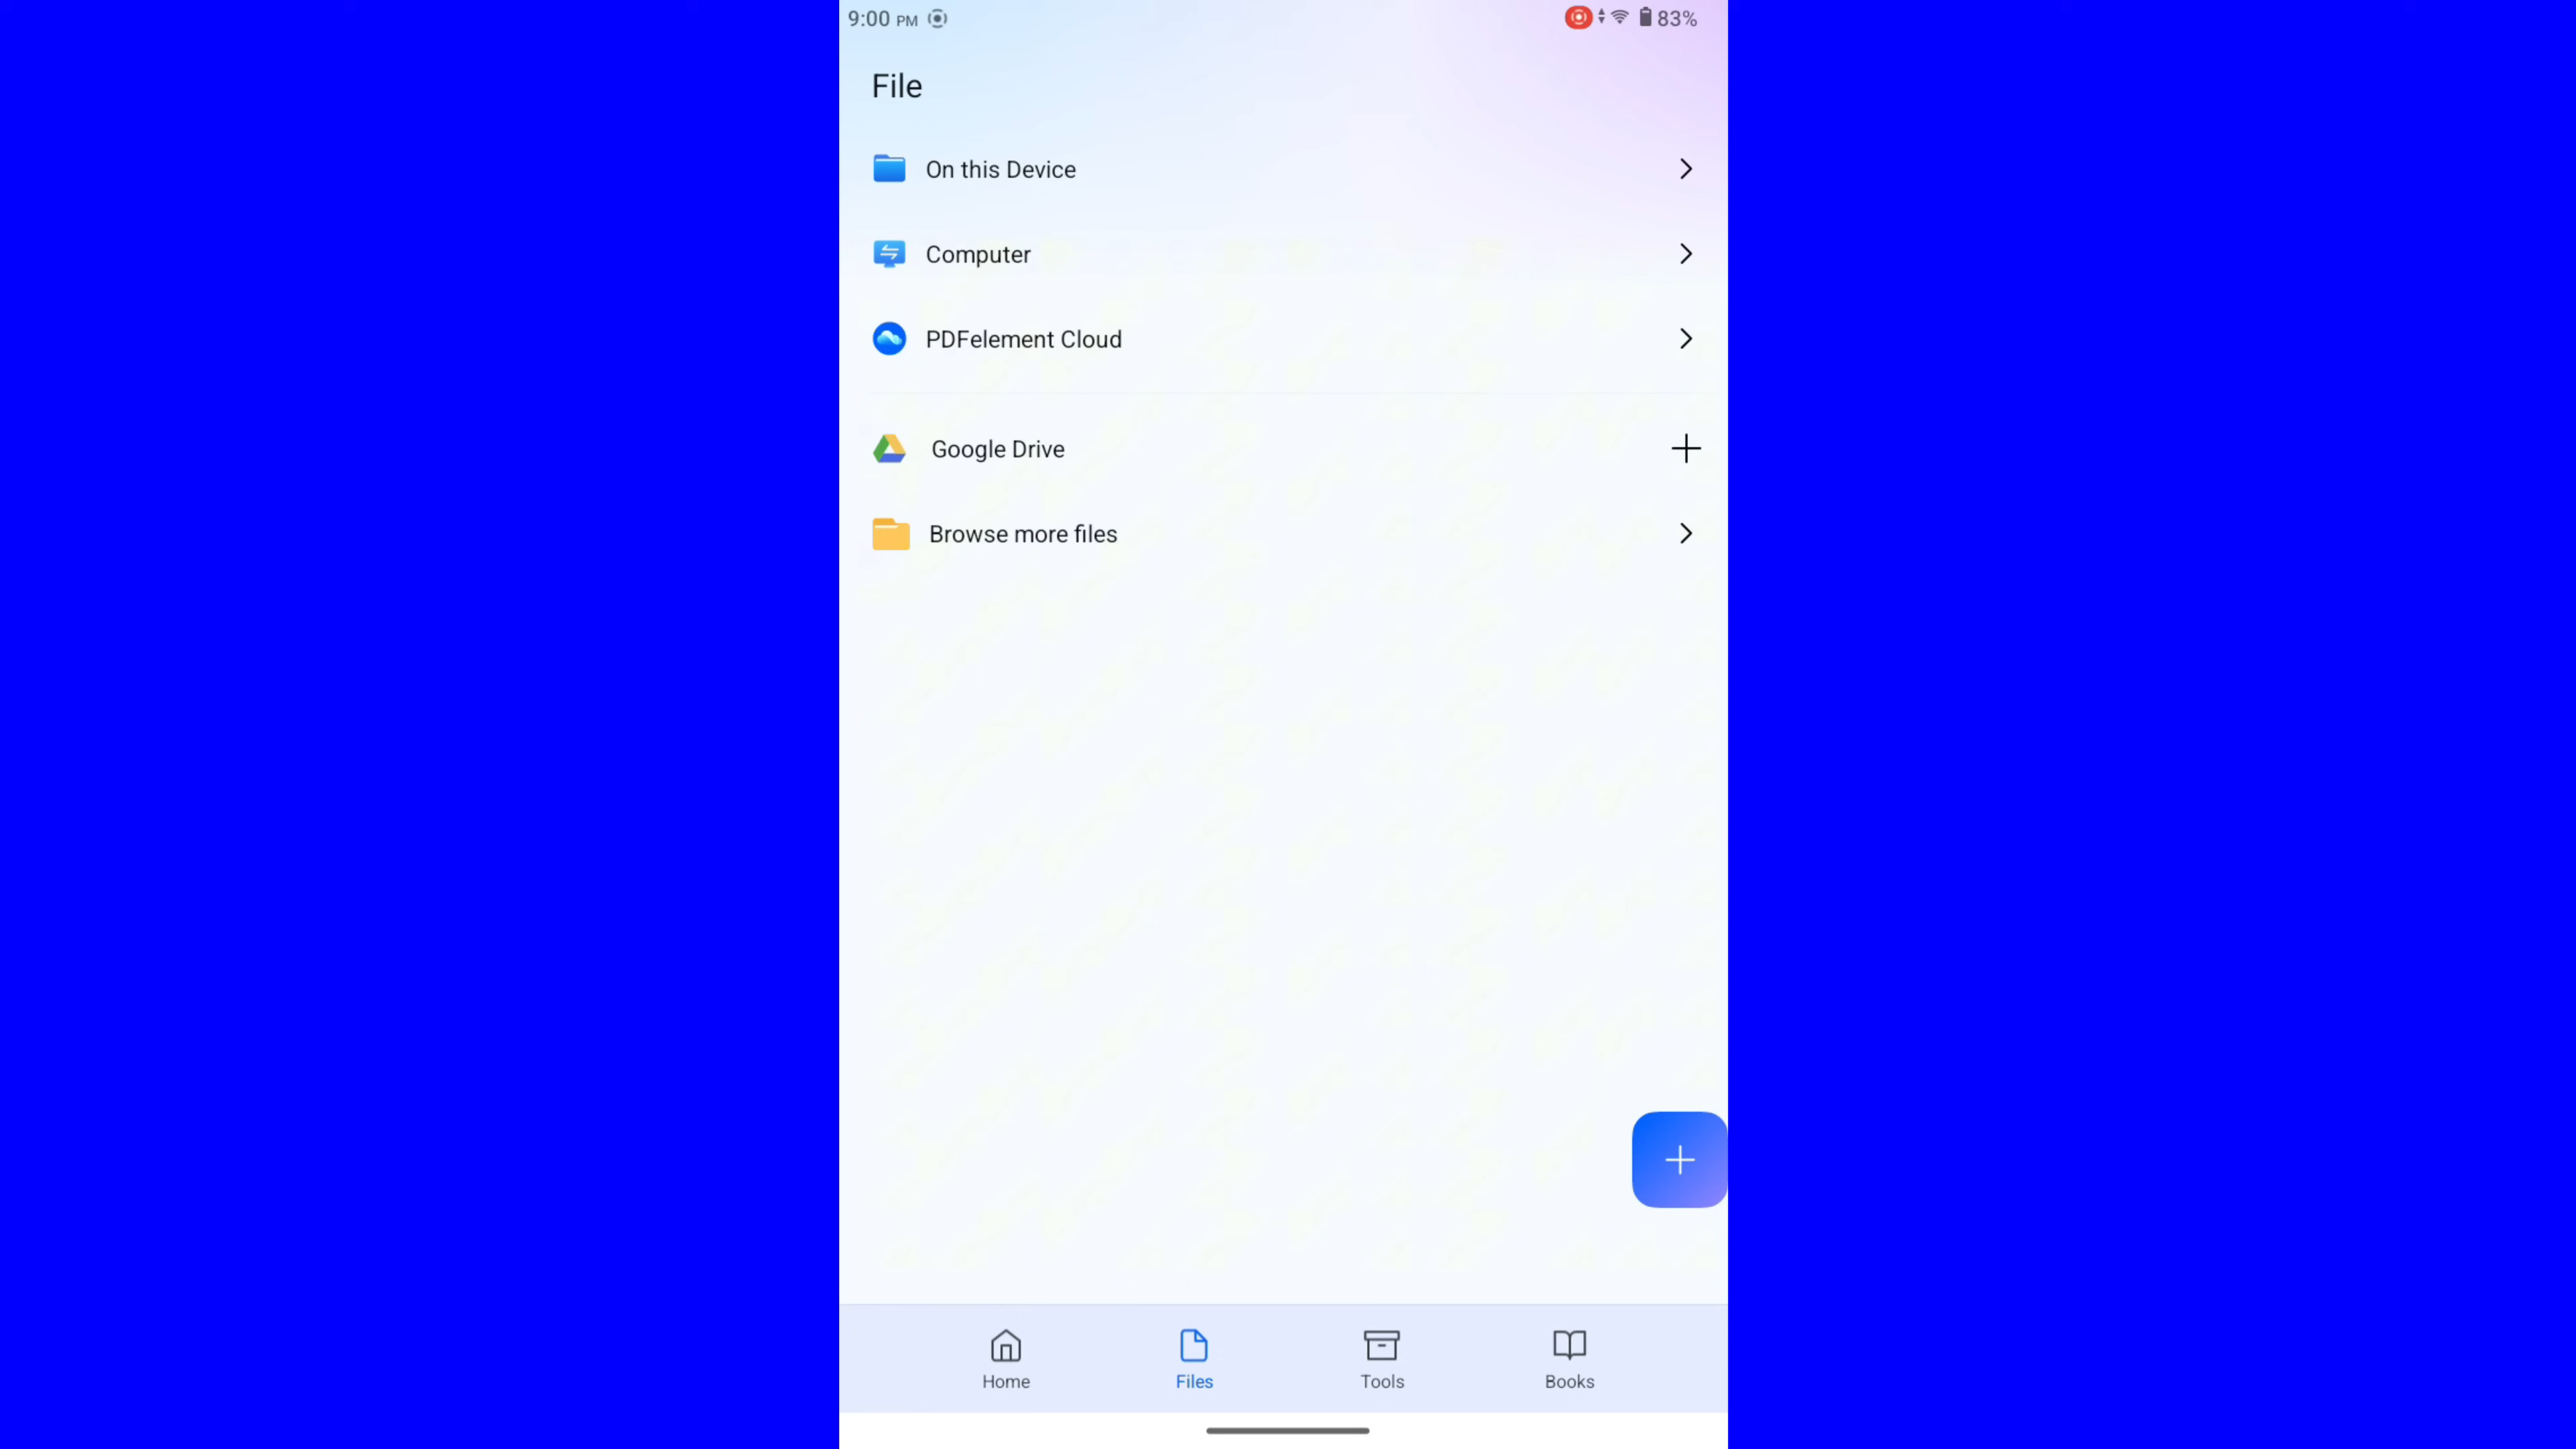 9:00 PM
83%
File
On this Device
Computer
PDFelement Cloud
Google Drive
Browse more files
Home
Files
Tools
Books